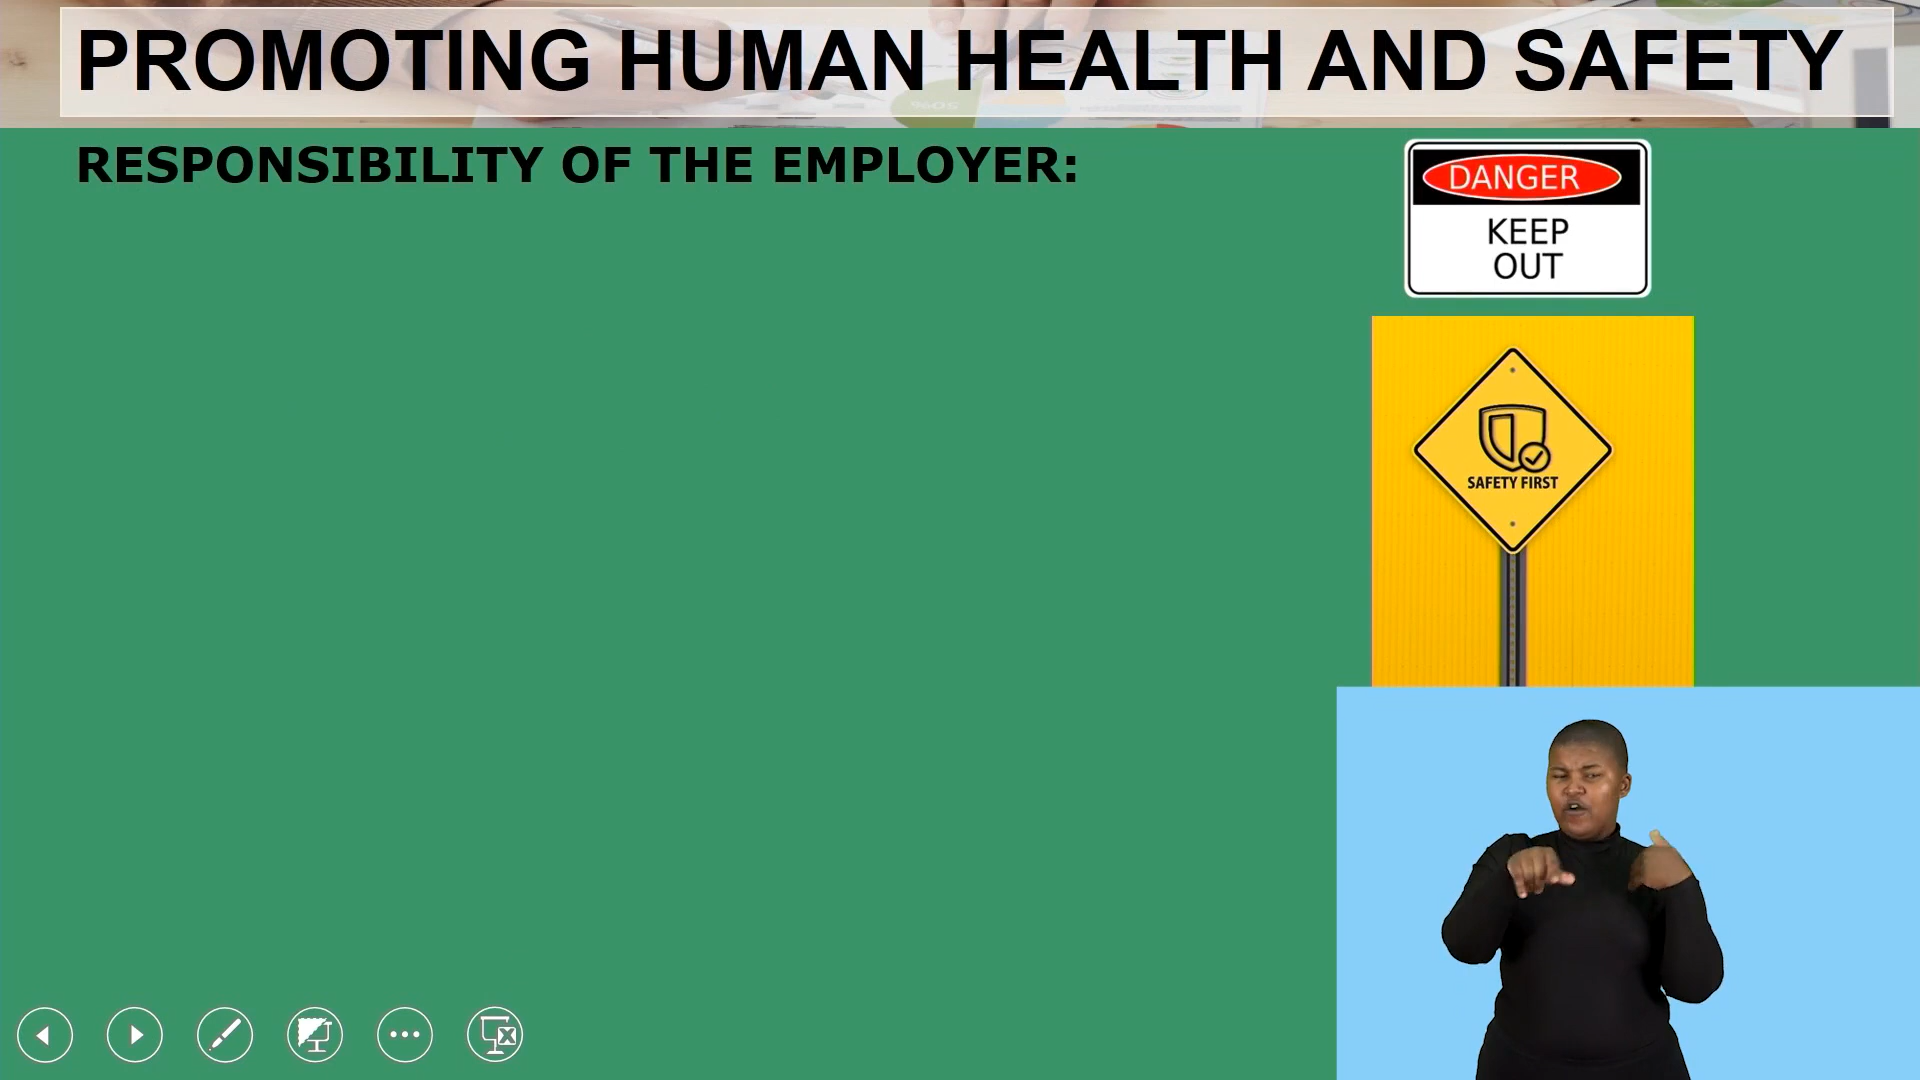 PROMOTING HUMAN HEALTH AND SAFETY
RESPONSIBILITY OF THE EMPLOYER:
DANGER
KEEP
OUT
SAFETY FIRST